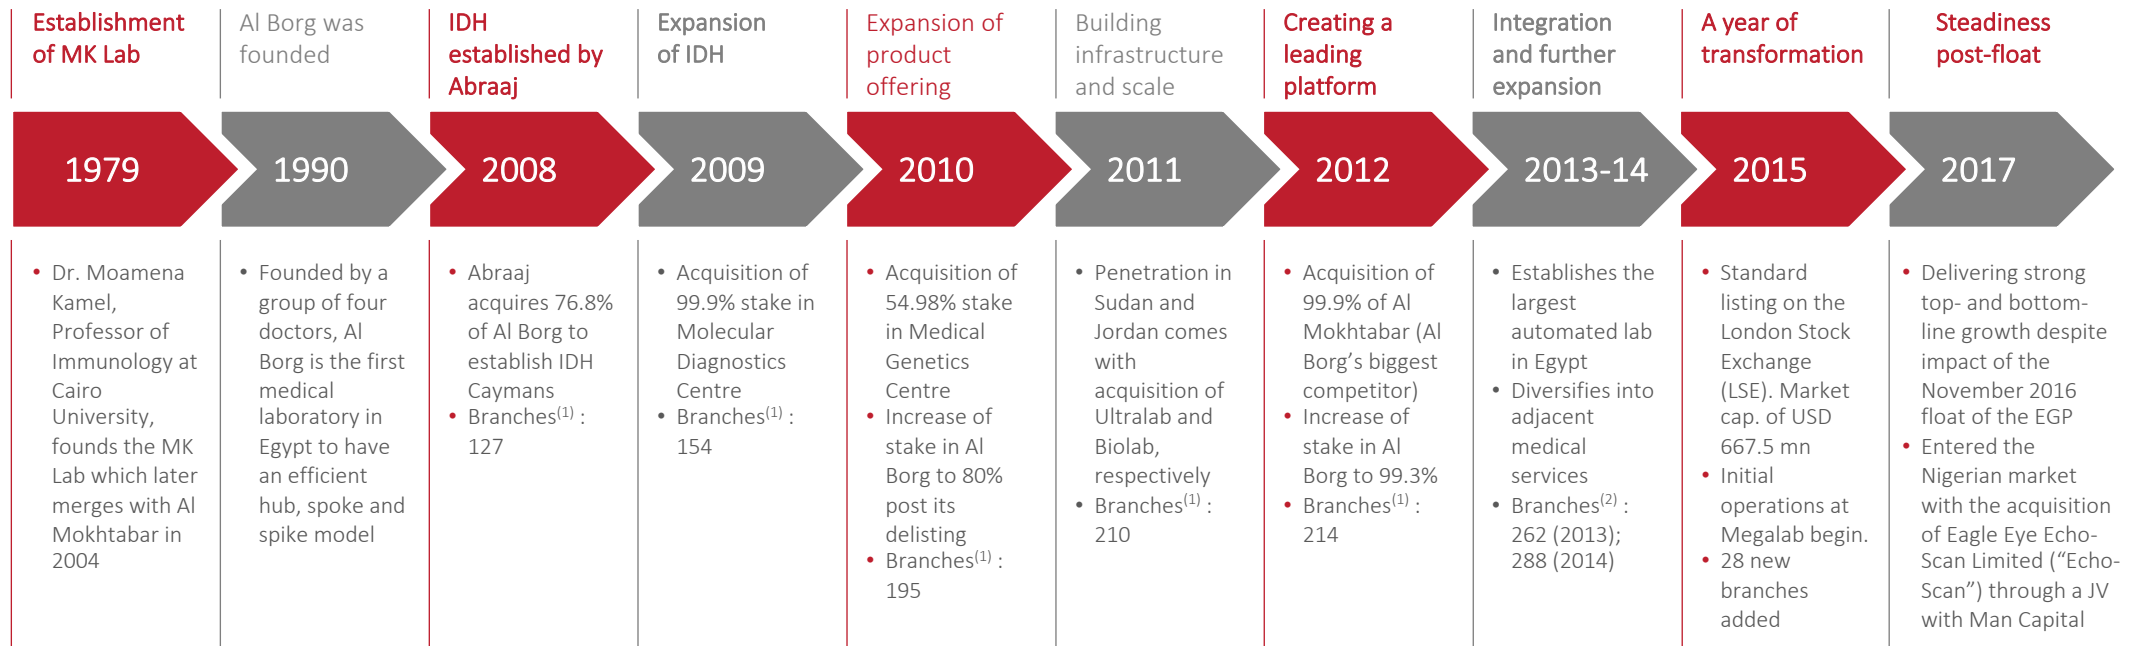 Establishment
of MK Lab
1979
• Dr. Moamena
Kamel,
Professor of
Immunology at
Cairo
University,
founds the MK
Lab which later
merges with Al
Mokhtabar in
2004
Al Borg was
founded
1990
• Founded by a
group of four
doctors, Al
Borg is the first
medical
laboratory in
Egypt to have
an efficient
hub, spoke and
spike model
IDH
established by
Abraaj
2008
• Abraaj
acquires 76.8%
of Al Borg to
establish IDH
Caymans
• Branches(1) :
127
Expansion
of IDH
2009
• Acquisition of
99.9% stake in
Molecular
Diagnostics
Centre
• Branches(1) :
154
Expansion of
product
offering
2010
• Acquisition of
54.98% stake
in Medical
Genetics
Centre
• Increase of
stake in Al
Borg to 80%
post its
delisting
• Branches(1) :
195
Building
infrastructure
and scale
2011
• Penetration in
Sudan and
Jordan comes
with
acquisition of
Ultralab and
Biolab,
respectively
• Branches(1) :
210
Creating a
leading
platform
2012
• Acquisition of
99.9% of Al
Mokhtabar (Al
Borg’s biggest
competitor)
• Increase of
stake in Al
Borg to 99.3%
• Branches(1) :
214
Integration
and further
expansion
2013-14
• Establishes the
largest
automated lab
in Egypt
• Diversifies into
adjacent
medical
services
• Branches(2) :
262 (2013);
288 (2014)
A year of
transformation
2015
• Standard
listing on the
London Stock
Exchange
(LSE). Market
cap. of USD
667.5 mn
• Initial
operations at
Megalab begin.
• 28 new
branches
added
Steadiness
post-float
2017
• Delivering strong
top- and bottom-
line growth despite
impact of the
November 2016
float of the EGP
• Entered the
Nigerian market
with the acquisition
of Eagle Eye Echo-
Scan Limited (“Echo-
Scan”) through a JV
with Man Capital